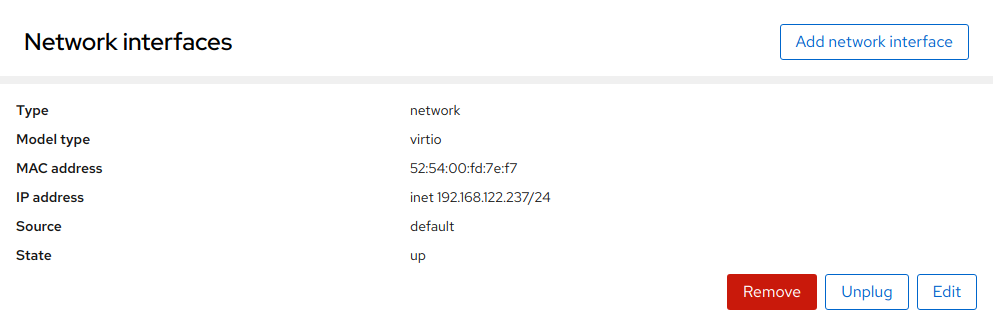 Network interfaces Add network interface
Type network
Model type virtio
MAC address 52:54:00:fd:7e:f7
IP address inet 192.168.122.237/24
Source default
State up
Remove Unplug Edit